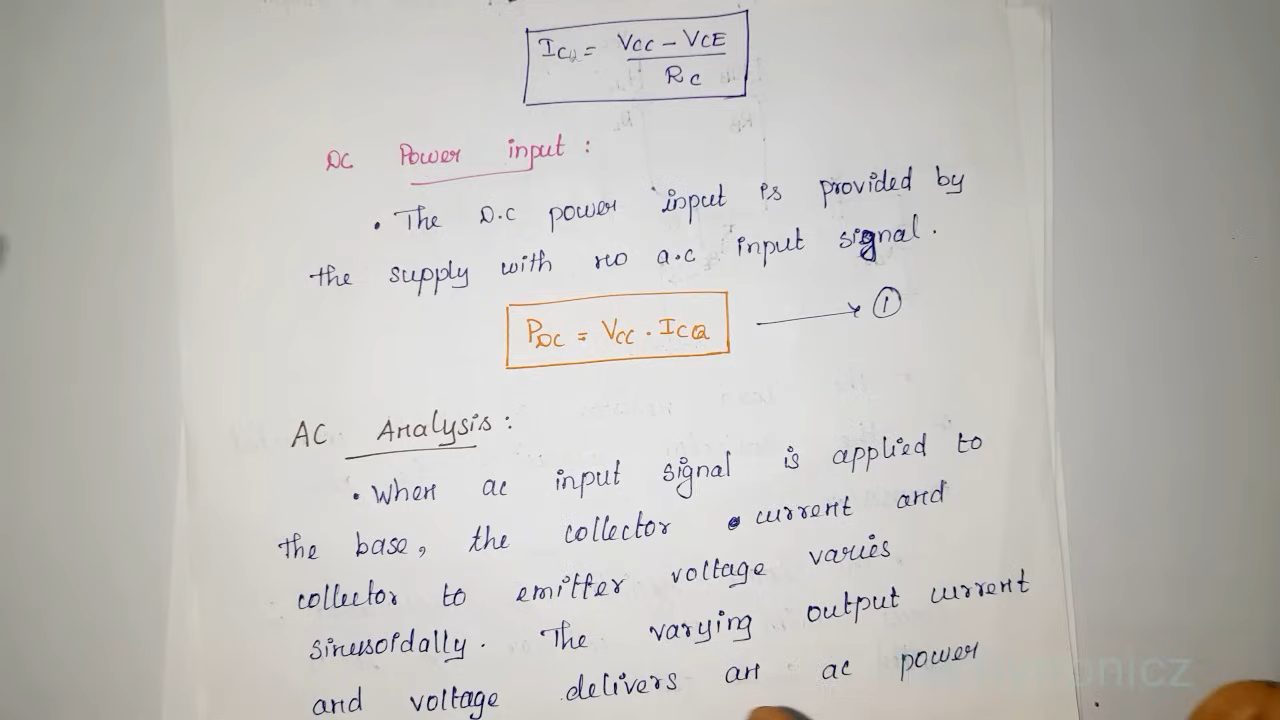 ICQ = VCC - VCE
RC
DC Power input :
• The D.C power input is provided by
the supply with no a.c input signal.
PDC = VCC . ICQ → ①
AC Analysis :
• When ac input signal is applied to
the base, the collector current and
collector to emitter voltage varies
sinusoidally. The varying output current
and voltage delivers an ac power